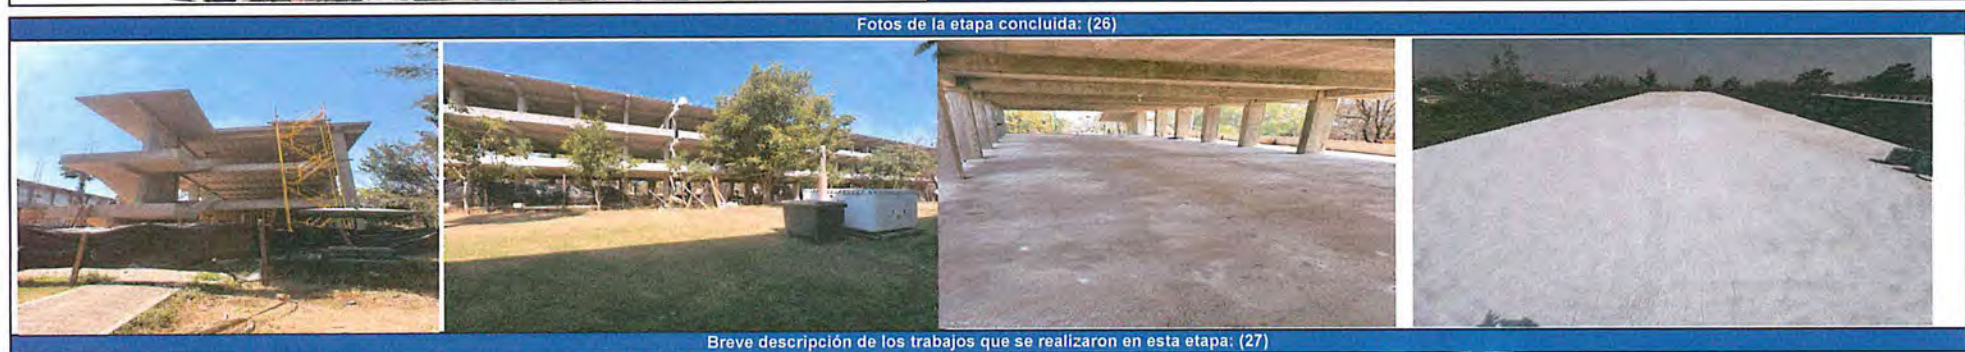 Fotos de la etapa concluida: (26)
Breve descripción de los trabajos que se realizaron en esta etapa: (27)